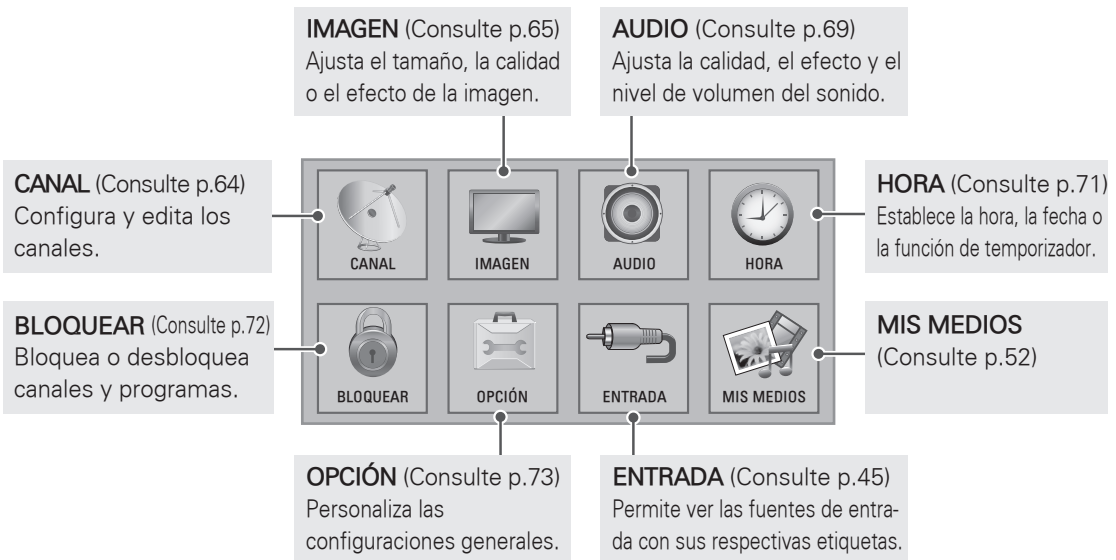 IMAGEN (Consulte p.65)
Ajusta el tamaño, la calidad
o el efecto de la imagen.
AUDIO (Consulte p.69)
Ajusta la calidad, el efecto y el
nivel de volumen del sonido.
CANAL (Consulte p.64)
Configura y edita los
canales.
CANAL
IMAGEN
AUDIO
HORA
HORA (Consulte p.71)
Establece la hora, la fecha o
la función de temporizador.
BLOQUEAR (Consulte p.72)
Bloquea o desbloquea
canales y programas.
BLOQUEAR
OPCIÓN
ENTRADA
MIS MEDIOS
MIS MEDIOS
(Consulte p.52)
OPCIÓN (Consulte p.73)
Personaliza las
configuraciones generales.
ENTRADA (Consulte p.45)
Permite ver las fuentes de entra-
da con sus respectivas etiquetas.